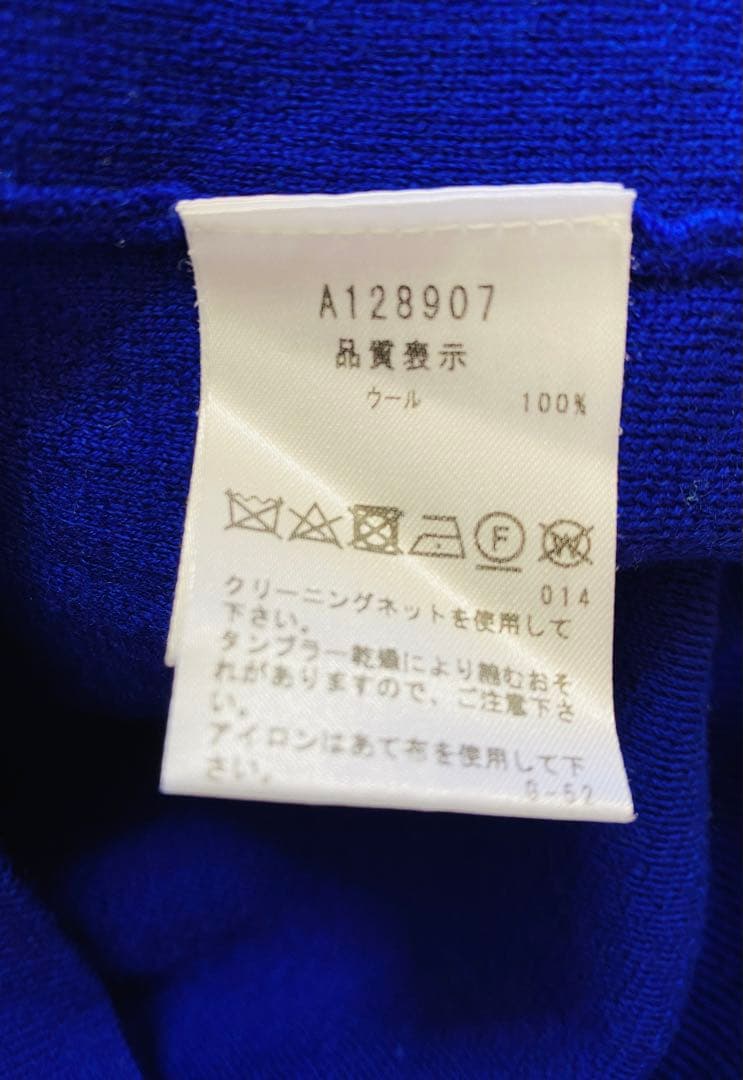 A128907
品質表示
ウール 100%
F W
014
クリーニングネットを使用して
下さい。
タンブラー乾燥により縮むおそ
れがありますので、ご注意下さ
い。
アイロンはあて布を使用して下
さい。
G-52